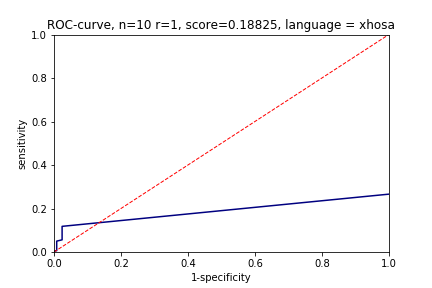 ROC-curve, n=10 r=1, score=0.18825, language = xhosa
1.0
0.8
0.6
0.4
0.2
0.0
sensitivity
0.0 0.2 0.4 0.6 0.8 1.0
1-specificity